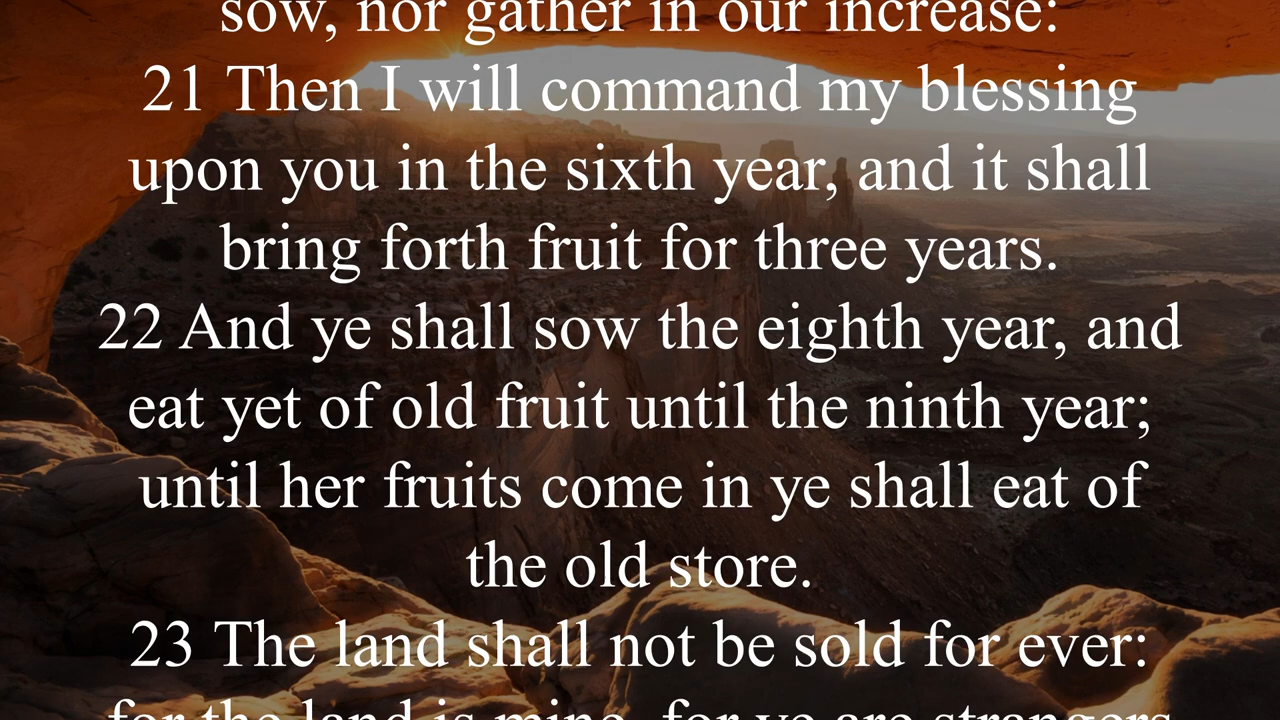 sow, nor gather in our increase:
21 Then I will command my blessing
upon you in the sixth year, and it shall
bring forth fruit for three years.
22 And ye shall sow the eighth year, and
eat yet of old fruit until the ninth year;
until her fruits come in ye shall eat of
the old store.
23 The land shall not be sold for ever:
for the land is mine, for ye are strangers